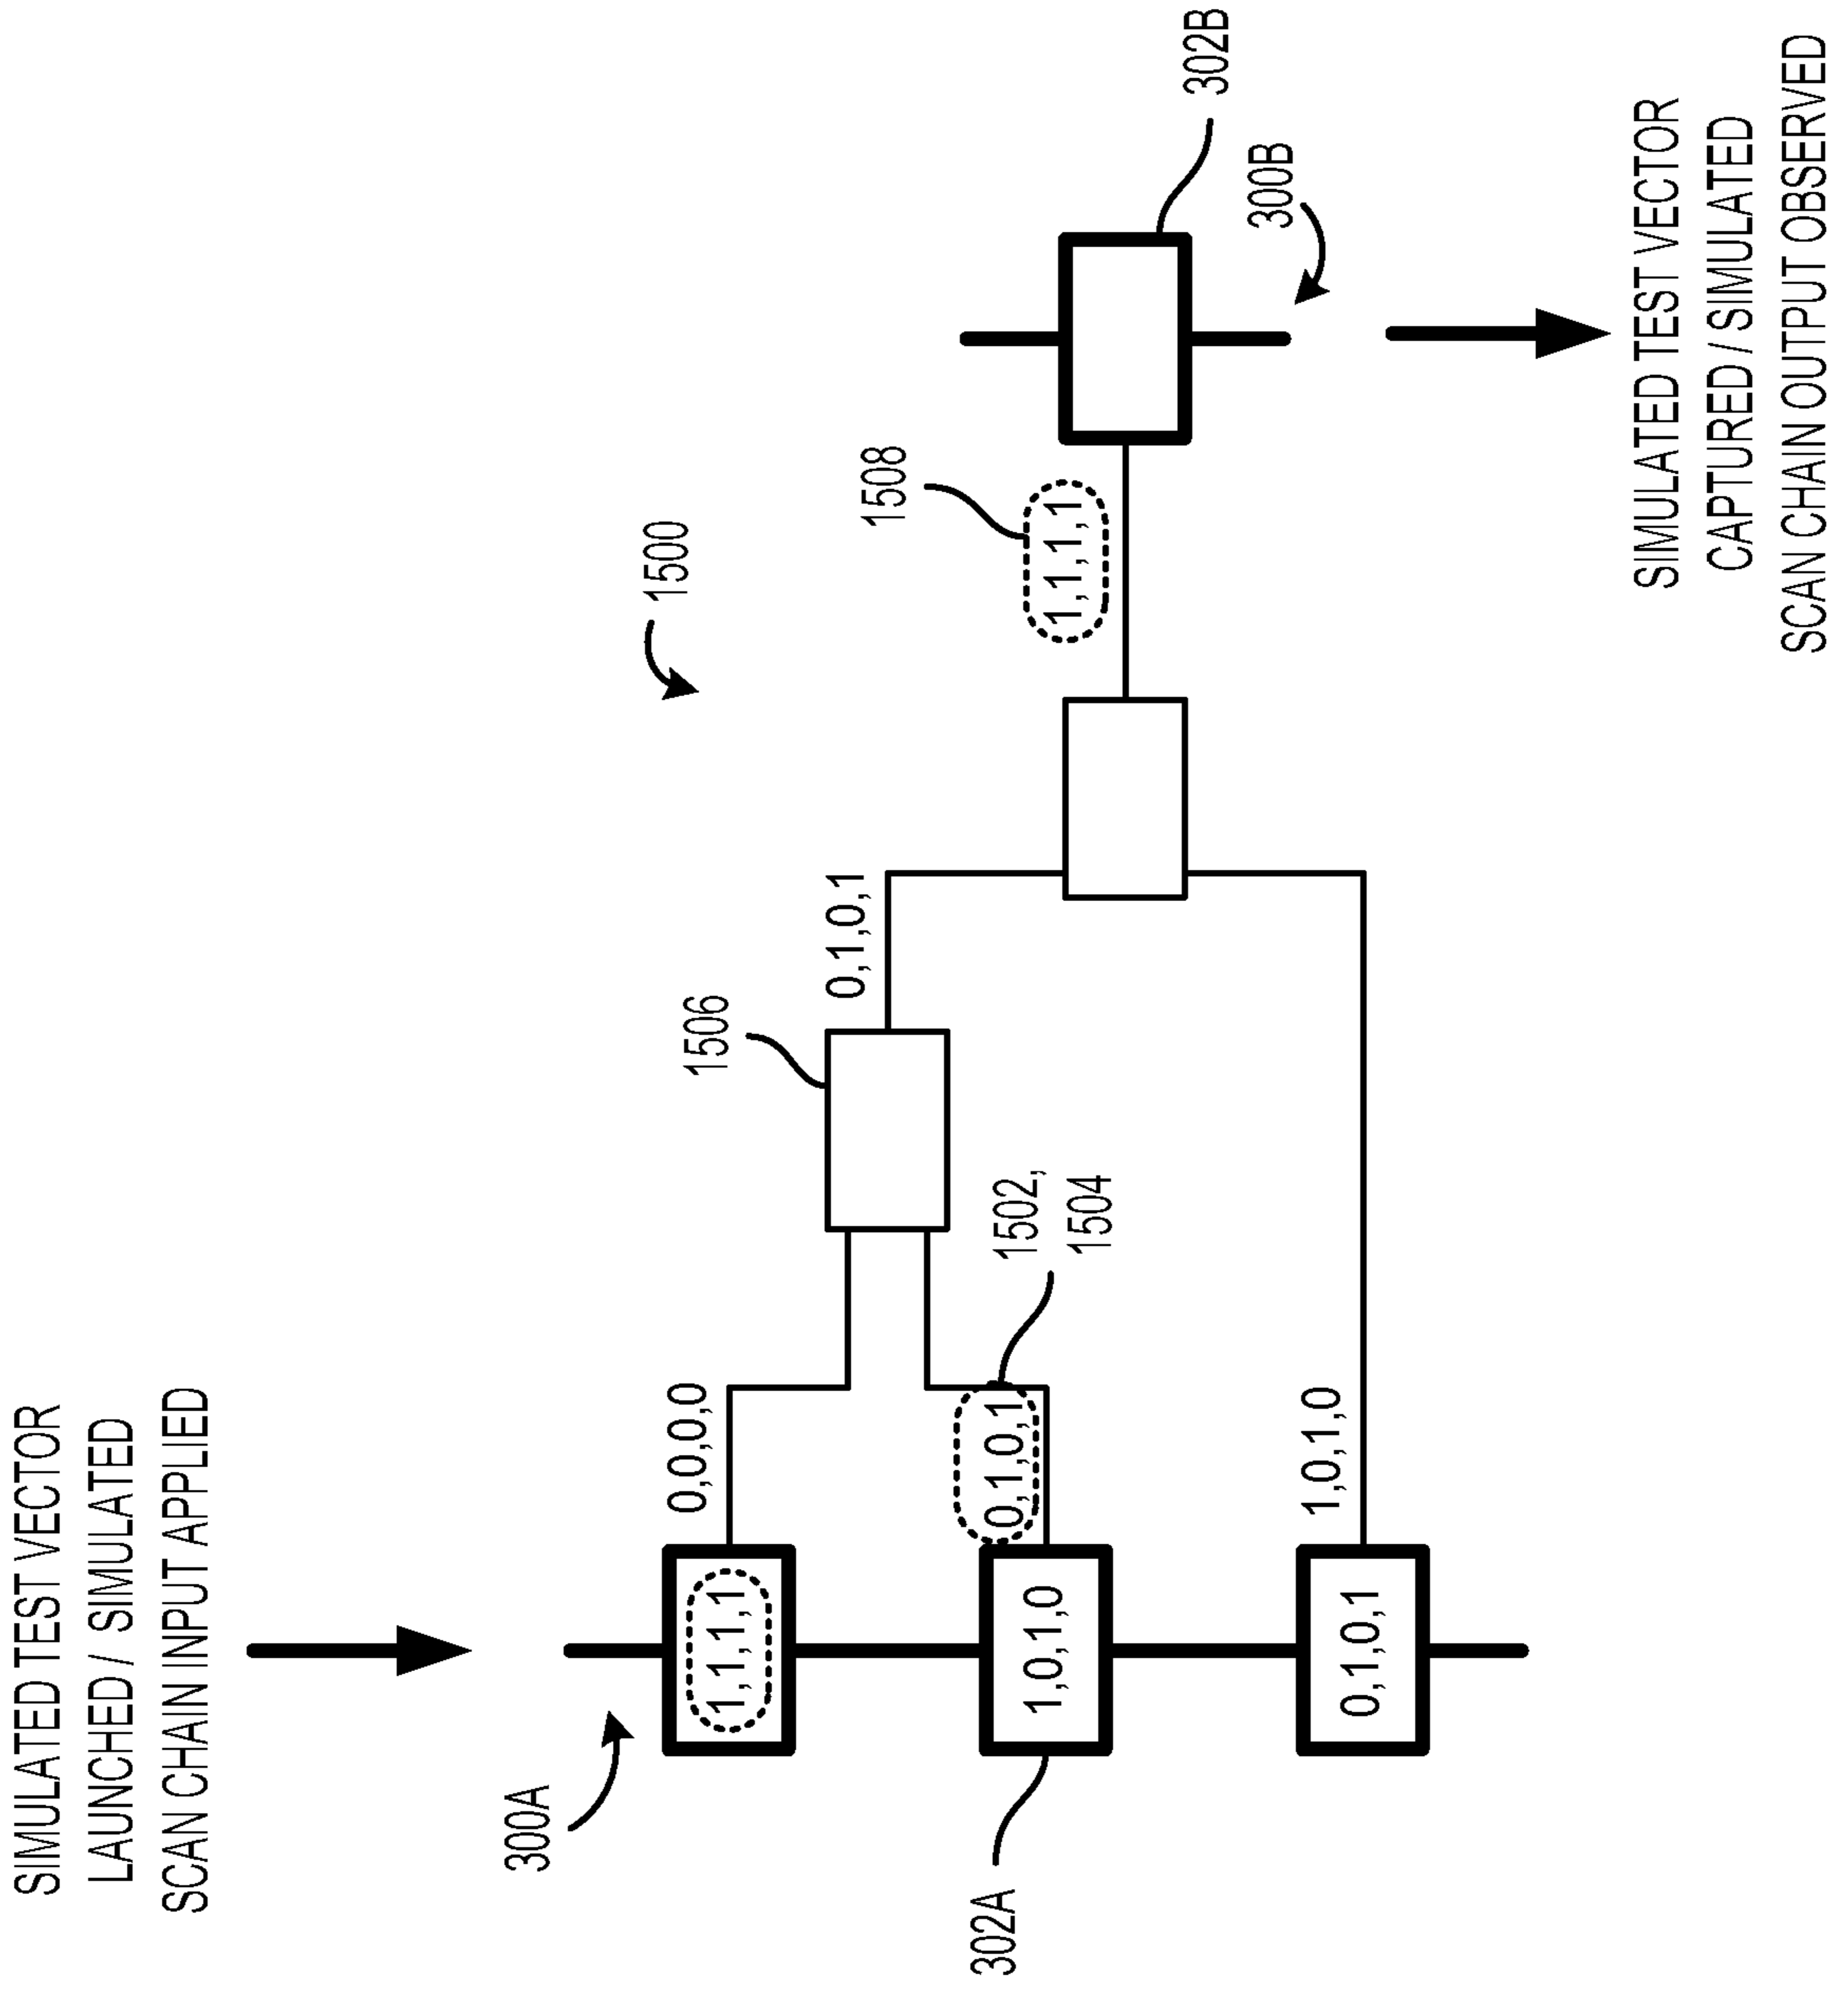 SIMULATED TEST VECTOR
LAUNCHED / SIMULATED
SCAN CHAIN INPUT APPLIED
300A
302A
1,1,1,1
0,0,0,0
1,0,1,0
0,1,0,1
1502,
1504
0,1,0,1
1,0,1,0
1506
0,1,0,1
1500
1508
1,1,1,1
302B
300B
SIMULATED TEST VECTOR
CAPTURED / SIMULATED
SCAN CHAIN OUTPUT OBSERVED